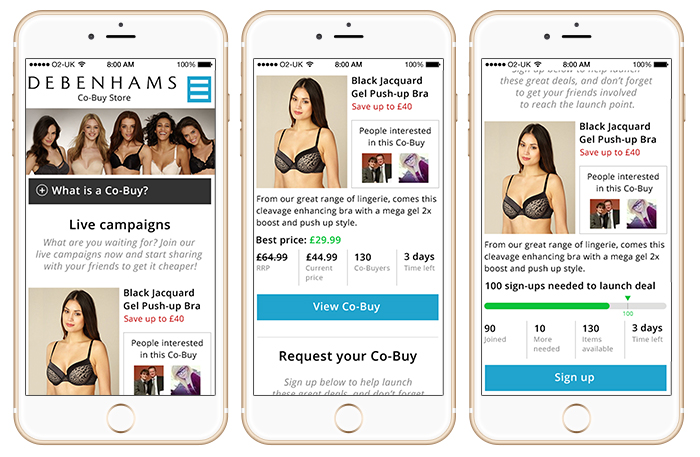 O2-UK 8:00 AM 100%
DEBENHAMS
Co-Buy Store
What is a Co-Buy?
Live campaigns
What are you waiting for? Join our
live campaigns now and start sharing
with your friends to get it cheaper!
Black Jacquard
Gel Push-up Bra
Save up to £40
People interested
in this Co-Buy
O2-UK 8:00 AM 100%
Black Jacquard
Gel Push-up Bra
Save up to £40
People interested
in this Co-Buy
From our great range of lingerie, comes this
cleavage enhancing bra with a mega gel 2x
boost and push up style.
Best price: £29.99
£64.99 £44.99 130 3 days
RRP Current Co-Buyers Time left
price
View Co-Buy
Request your Co-Buy
Sign up below to help launch
these great deals, and don't forget
O2-UK 8:00 AM 100%
Sign up below to help launch
these great deals, and don't forget
to get your friends involved
to reach the launch point.
Black Jacquard
Gel Push-up Bra
Save up to £40
People interested
in this Co-Buy
From our great range of lingerie, comes this
cleavage enhancing bra with a mega gel 2x
boost and push up style.
100 sign-ups needed to launch deal
100
90 10 130 3 days
Joined More Items Time left
needed available
Sign up